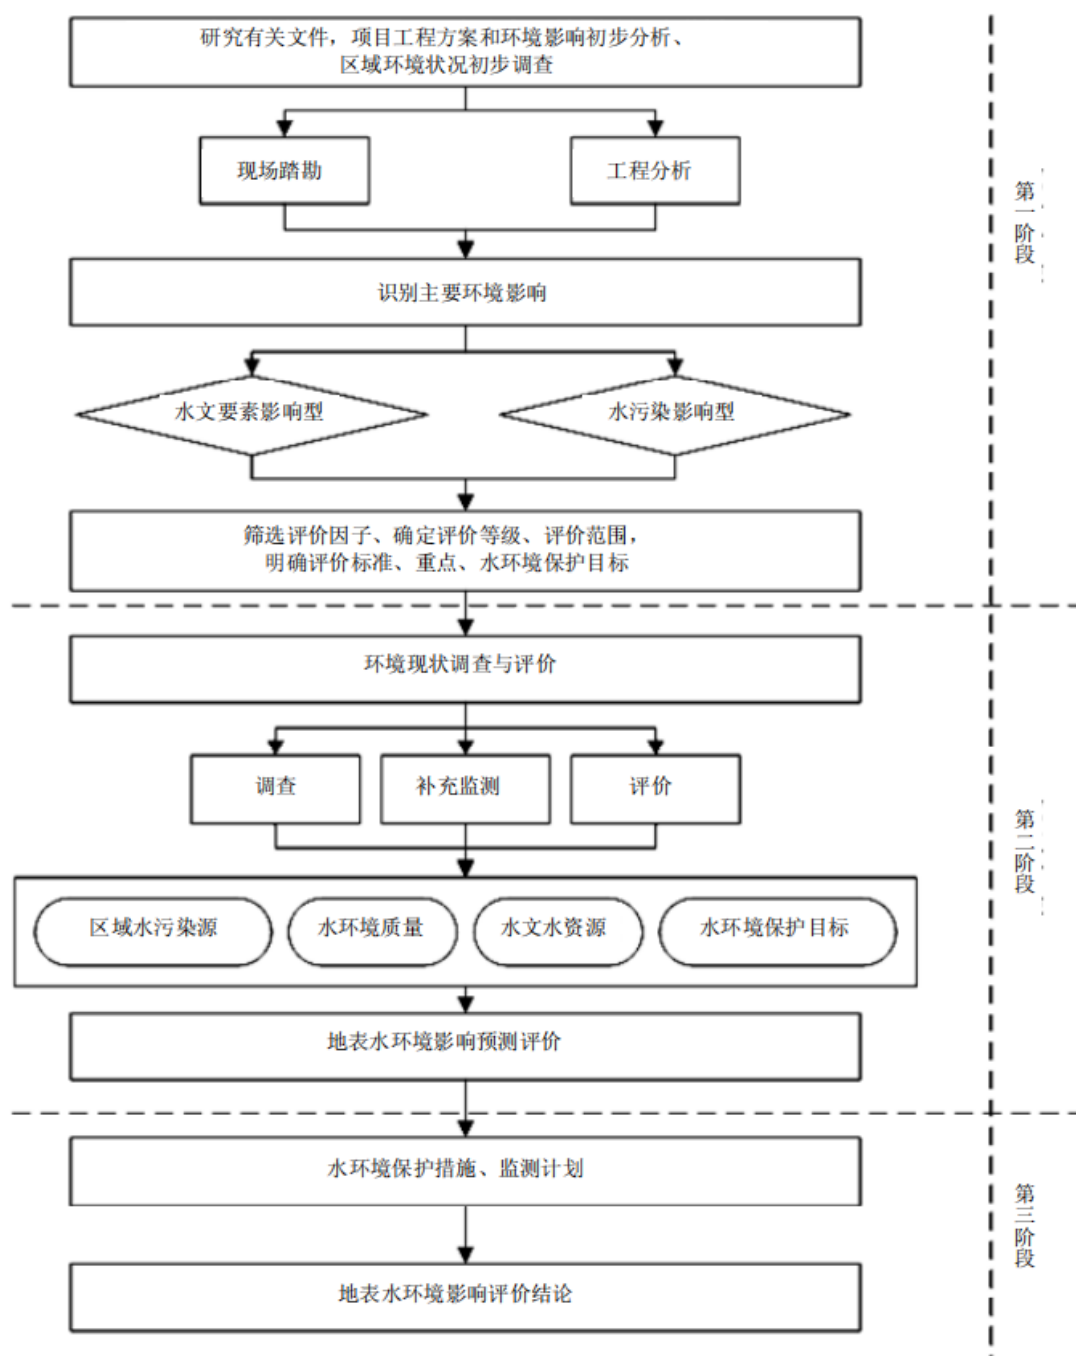 研究有关文件，项目工程方案和环境影响初步分析、
区域环境状况初步调查
现场踏勘
工程分析
识别主要环境影响
水文要素影响型
水污染影响型
筛选评价因子、确定评价等级、评价范围，
明确评价标准、重点、水环境保护目标
第一阶段
环境现状调查与评价
调查
补充监测
评价
区域水污染源
水环境质量
水文水资源
水环境保护目标
地表水环境影响预测评价
第二阶段
水环境保护措施、监测计划
地表水环境影响评价结论
第三阶段